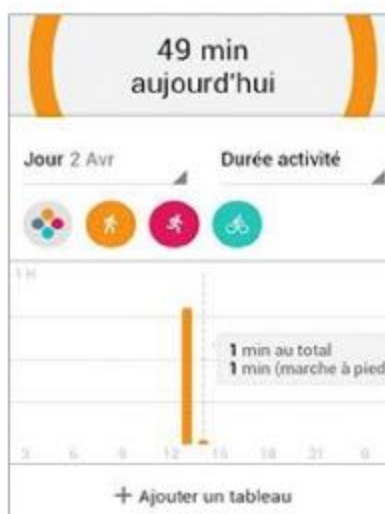 49 min
aujourd'hui
Jour 2 Avr
Durée activité
1 H
1 min au total
1 min (marche à pied
3 6 9 12 15 18 21 0
+ Ajouter un tableau